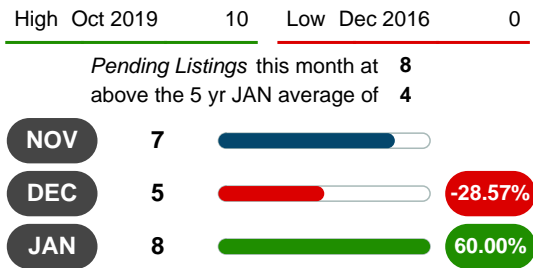 High Oct 2019 10 Low Dec 2016 0
Pending Listings this month at 8
above the 5 yr JAN average of 4
NOV 7
DEC 5 -28.57%
JAN 8 60.00%